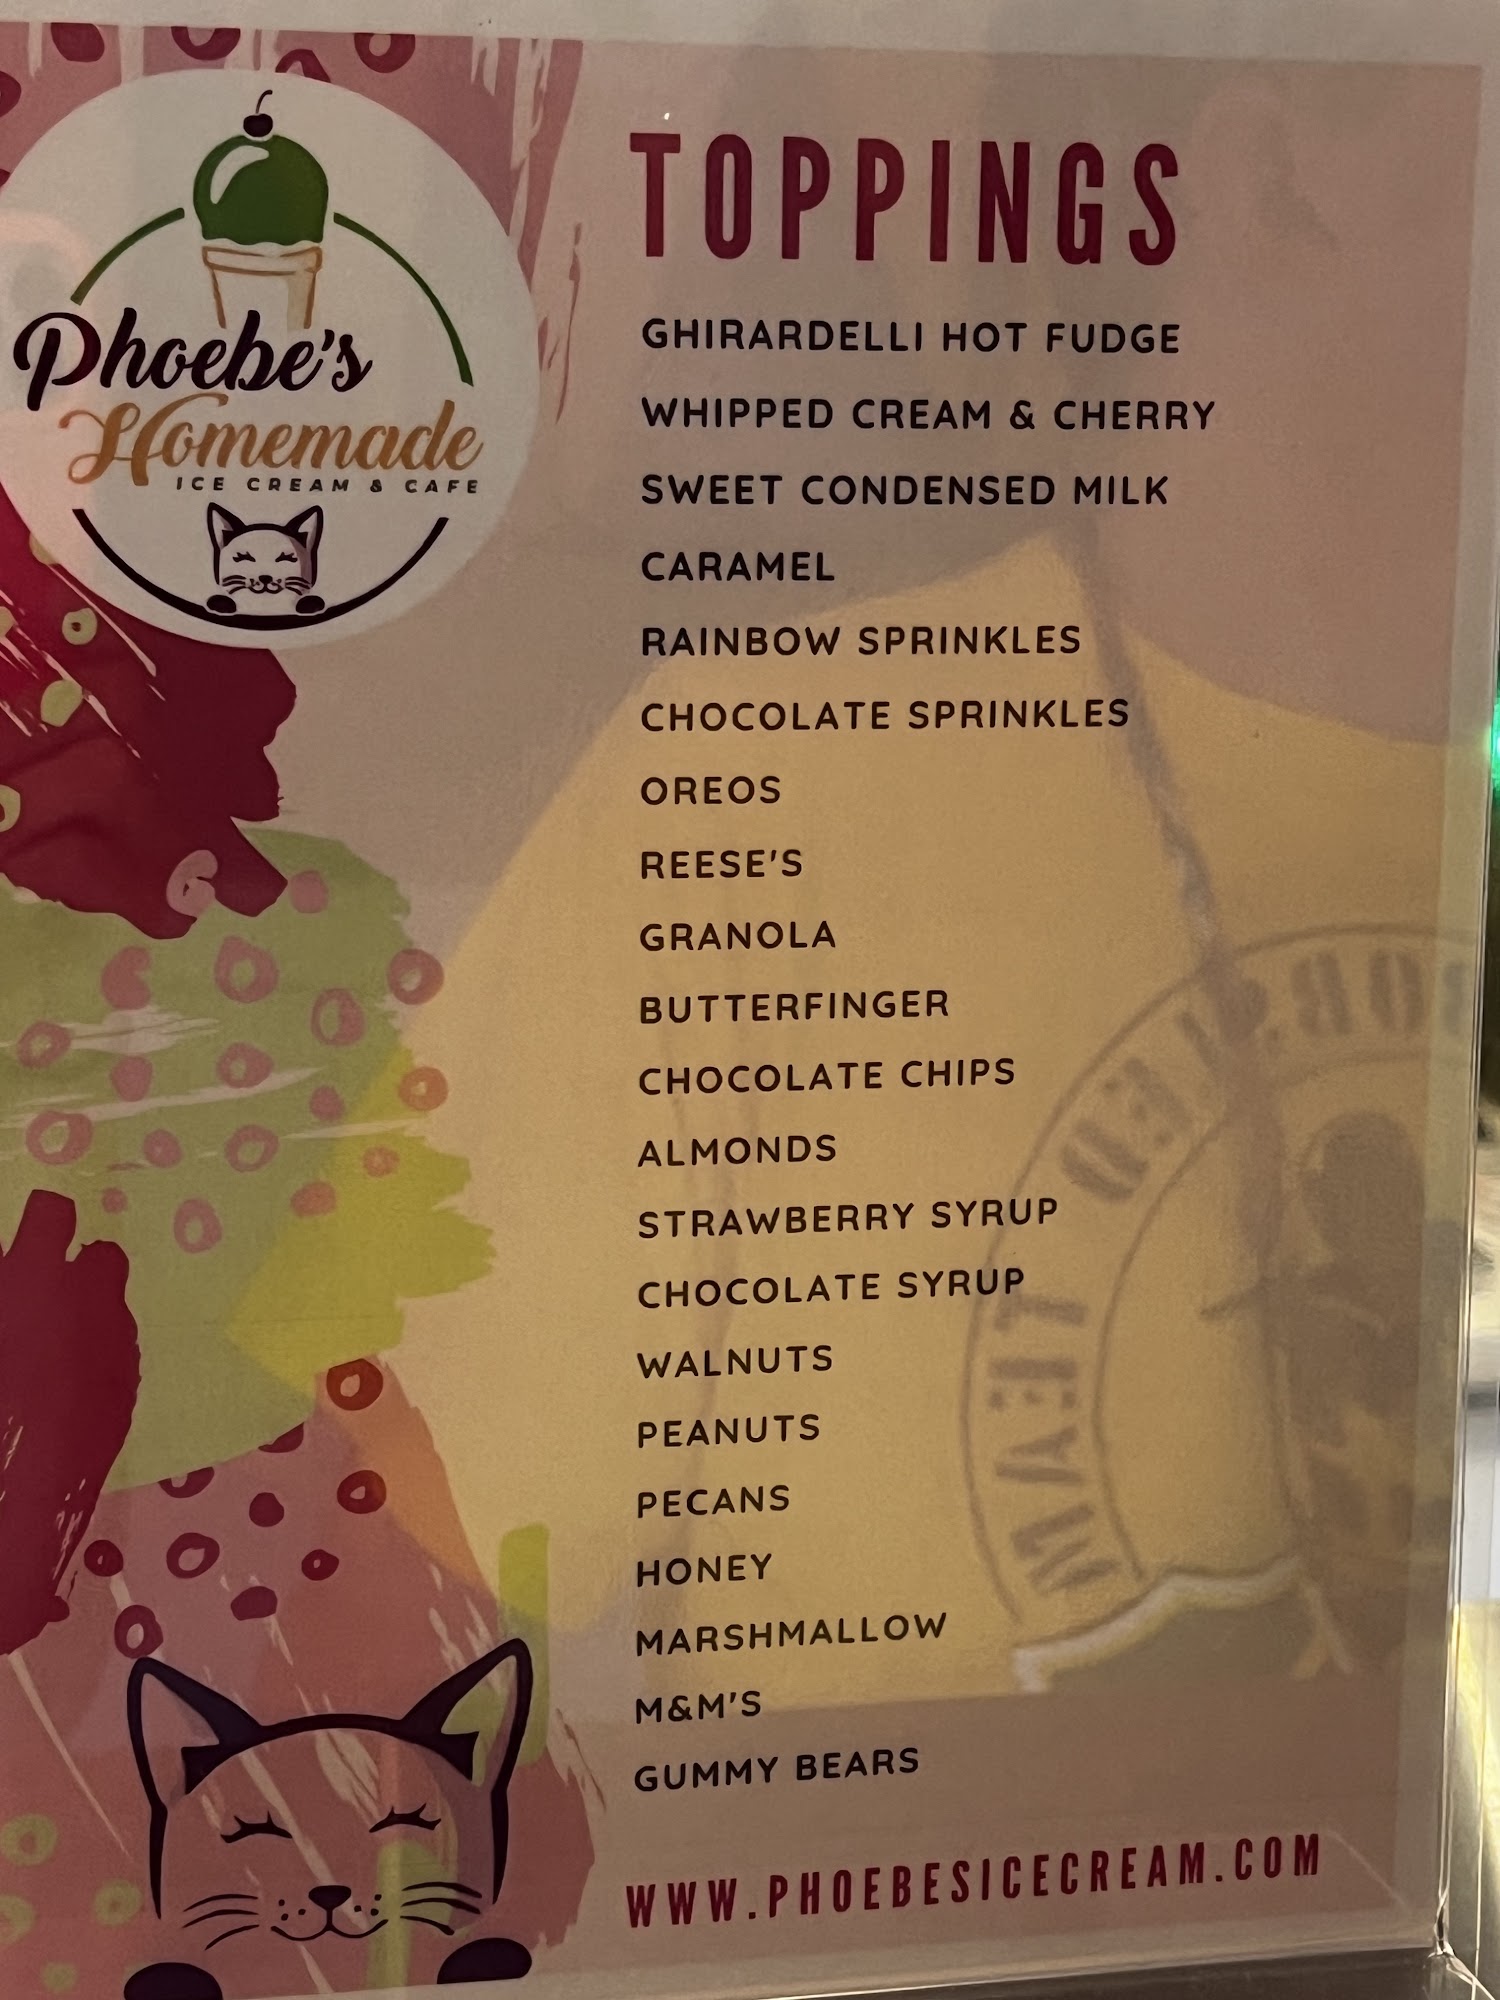 Phoebe's
Homemade
ICE CREAM & CAFE
TOPPINGS
GHIRARDELLI HOT FUDGE
WHIPPED CREAM & CHERRY
SWEET CONDENSED MILK
CARAMEL
RAINBOW SPRINKLES
CHOCOLATE SPRINKLES
OREOS
REESE'S
GRANOLA
BUTTERFINGER
CHOCOLATE CHIPS
ALMONDS
STRAWBERRY SYRUP
CHOCOLATE SYRUP
WALNUTS
PEANUTS
PECANS
HONEY
MARSHMALLOW
M&M'S
GUMMY BEARS
WWW.PHOEBESICECREAM.COM